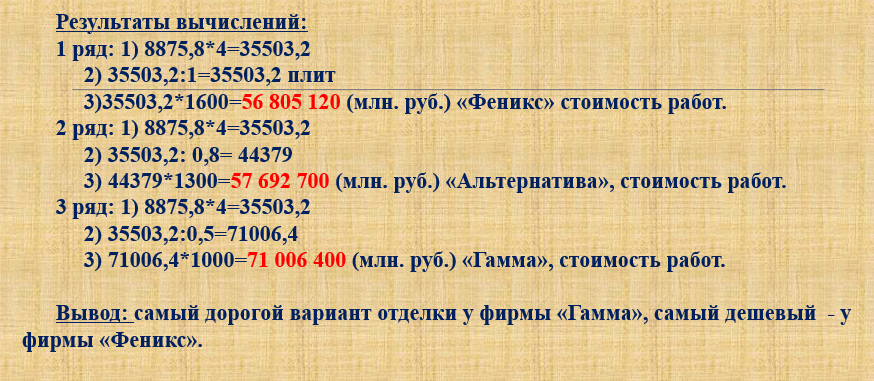 Результаты вычислений:
1 ряд: 1) 8875,8*4=35503,2
2) 35503,2:1=35503,2 плит
3)35503,2*1600=56 805 120 (млн. руб.) «Феникс» стоимость работ.
2 ряд: 1) 8875,8*4=35503,2
2) 35503,2: 0,8= 44379
3) 44379*1300=57 692 700 (млн. руб.) «Альтернатива», стоимость работ.
3 ряд: 1) 8875,8*4=35503,2
2) 35503,2:0,5=71006,4
3) 71006,4*1000=71 006 400 (млн. руб.) «Гамма», стоимость работ.
Вывод: самый дорогой вариант отделки у фирмы «Гамма», самый дешевый - у
фирмы «Феникс».